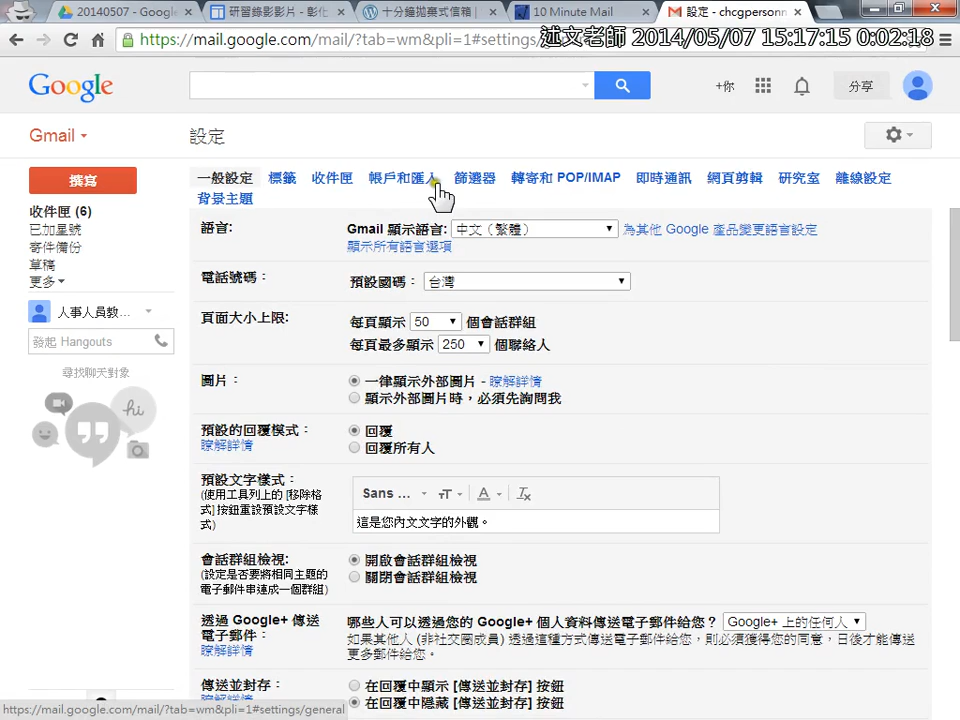 20140507 - Google
研習錄影影片 - 彰化
十分鐘拋棄式信箱
10 Minute Mail
設定 - chcgpersonn
https://mail.google.com/mail/?tab=wm&pli=1#settings/
述文老師 2014/05/07 15:17:15 0:02:18
Google
+你
分享
Gmail
設定
撰寫
一般設定 標籤 收件匣 帳戶和匯入 篩選器 轉寄和 POP/IMAP 即時通訊 網頁剪輯 研究室 離線設定
背景主題
收件匣 (6)
已加星號
寄件備份
草稿
更多
人事人員教...
發起 Hangouts
尋找聊天對象
hi
語言:
Gmail 顯示語言: 中文（繁體） 為其他 Google 產品變更語言設定
顯示所有語言選項
電話號碼：
預設國碼： 台灣
頁面大小上限:
每頁顯示 50 個會話群組
每頁最多顯示 250 個聯絡人
圖片：
一律顯示外部圖片 - 瞭解詳情
顯示外部圖片時，必須先詢問我
預設的回覆模式：
瞭解詳情
回覆
回覆所有人
預設文字樣式：
(使用工具列上的 [移除格
式] 按鈕重設預設文字樣
式)
Sans ...
這是您內文文字的外觀。
會話群組檢視:
(設定是否要將相同主題的
電子郵件串連成一個群組)
開啟會話群組檢視
關閉會話群組檢視
透過 Google+ 傳送
電子郵件：
瞭解詳情
哪些人可以透過您的 Google+ 個人資料傳送電子郵件給您？ Google+ 上的任何人
如果其他人 (非社交圈成員) 透過這種方式傳送電子郵件給您，則必須獲得您的同意，日後才能傳送
更多郵件給您。
傳送並封存：
瞭解詳情
在回覆中顯示 [傳送並封存] 按鈕
在回覆中隱藏 [傳送並封存] 按鈕
https://mail.google.com/mail/?tab=wm&pli=1#settings/general